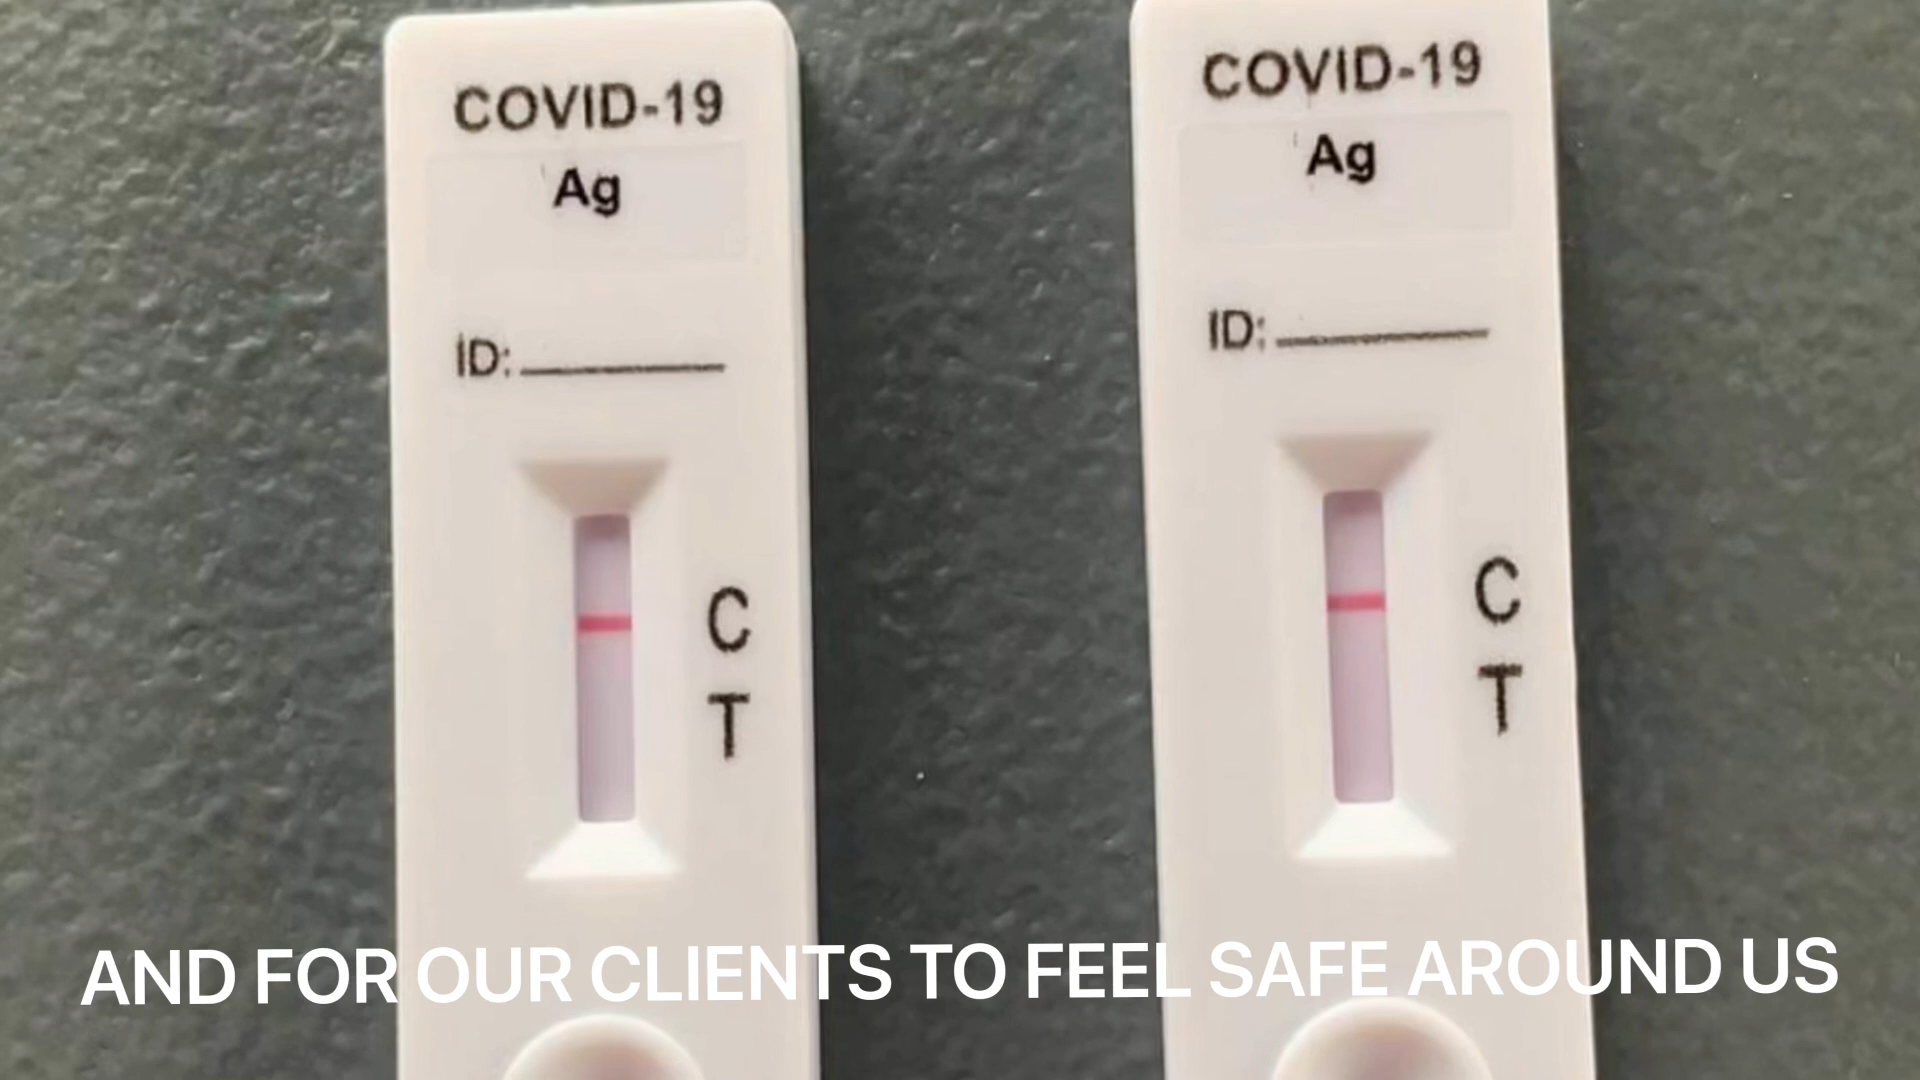 COVID-19
Ag
ID:
C
T
COVID-19
Ag
ID:
C
T
AND FOR OUR CLIENTS TO FEEL SAFE AROUND US